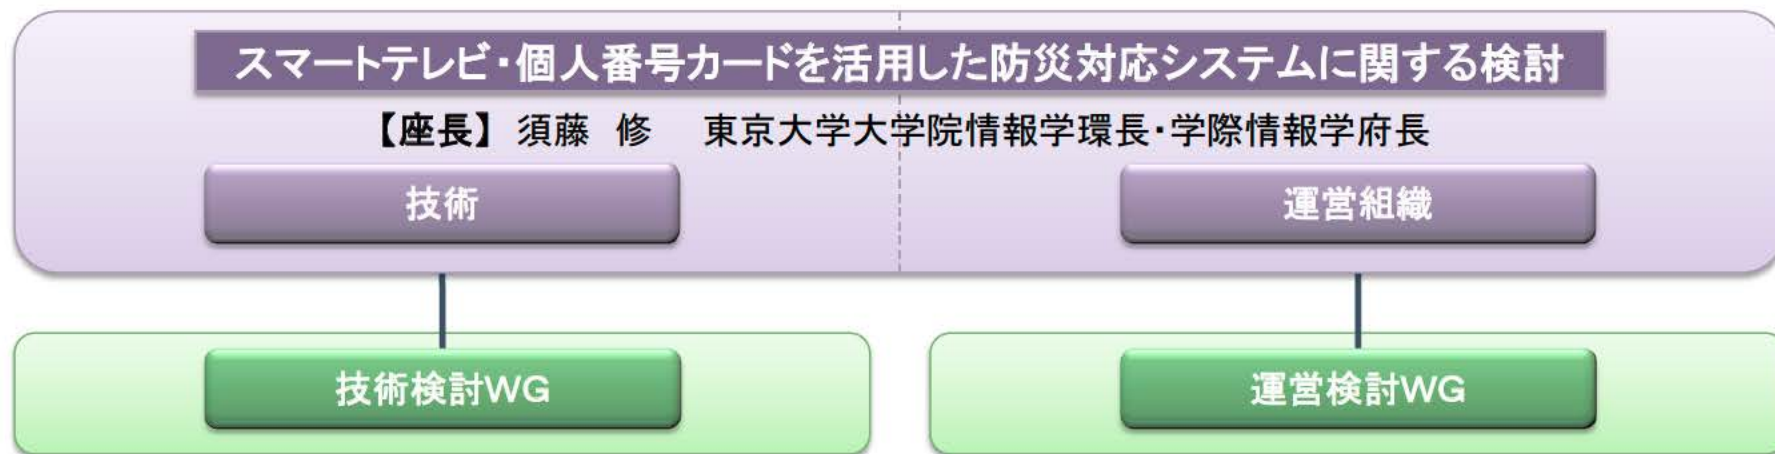 スマートテレビ・個人番号カードを活用した防災対応システムに関する検討
【座長】 須藤 修 東京大学大学院情報学環長・学際情報学府長
技術
運営組織
技術検討WG
運営検討WG